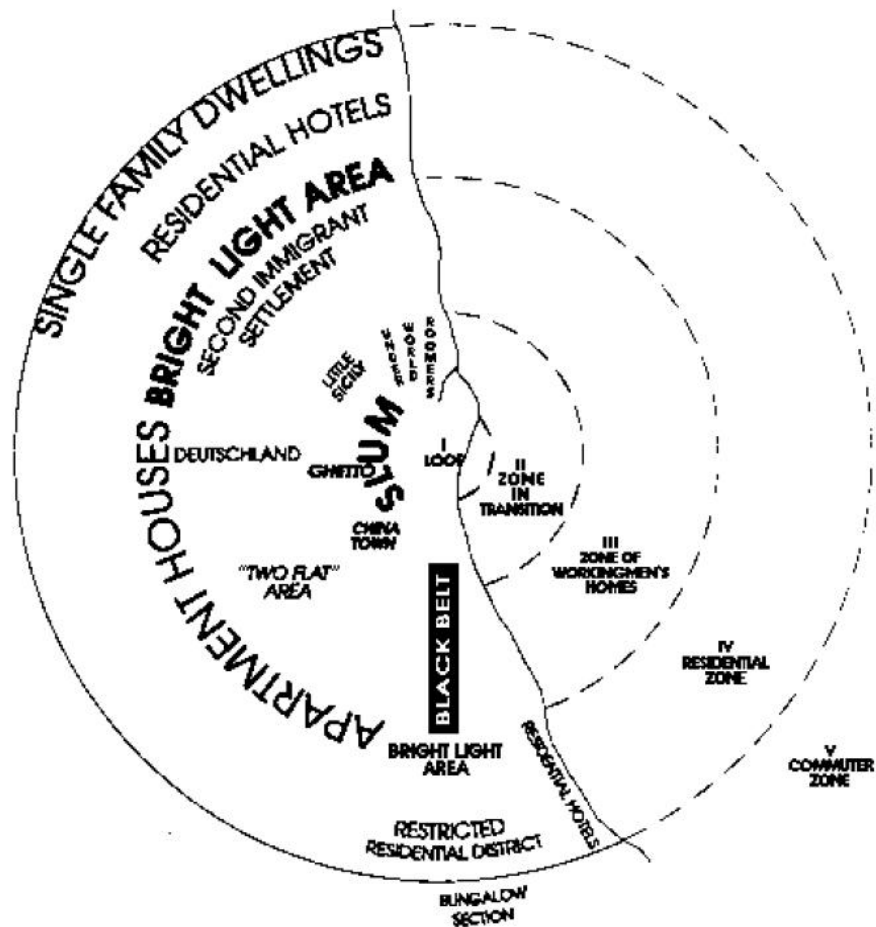 SINGLE FAMILY DWELLINGS
RESIDENTIAL HOTELS
BRIGHT LIGHT AREA
SECOND IMMIGRANT
SETTLEMENT
LITTLE
SICILY
UNDER
WORLD
ROOMERS
SLUM
I
LOOP
DEUTSCHLAND
GHETTO
II
ZONE
IN
TRANSITION
CHINA
TOWN
APARTMENT HOUSES
"TWO FLAT"
AREA
III
ZONE OF
WORKINGMEN'S
HOMES
BLACK BELT
IV
RESIDENTIAL
ZONE
BRIGHT LIGHT
AREA
RESIDENTIAL HOTELS
V
COMMUTER
ZONE
RESTRICTED
RESIDENTIAL DISTRICT
BUNGALOW
SECTION